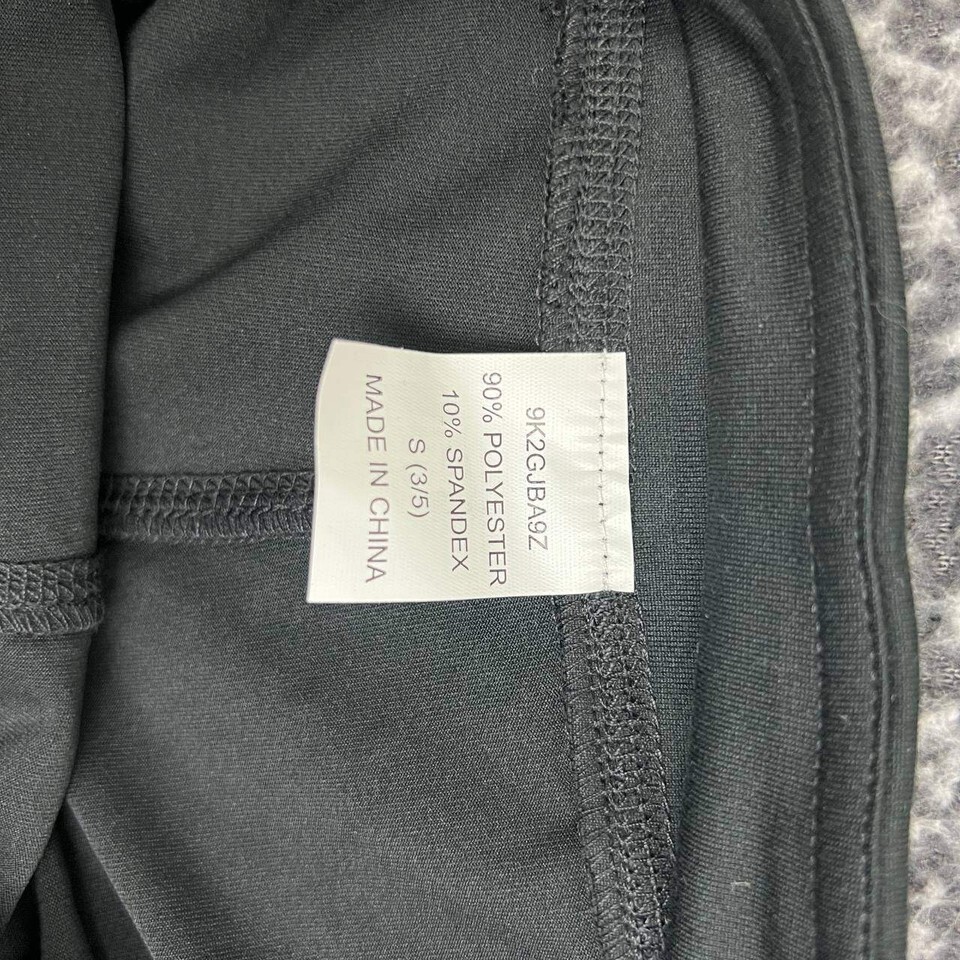 9K2GJBA9Z
90% POLYESTER
10% SPANDEX
S (3/5)
MADE IN CHINA